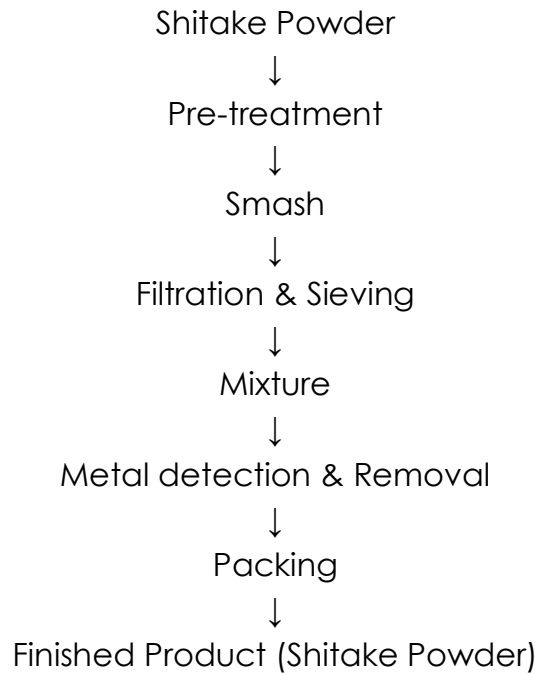 Shitake Powder
↓
Pre-treatment
↓
Smash
↓
Filtration & Sieving
↓
Mixture
↓
Metal detection & Removal
↓
Packing
↓
Finished Product (Shitake Powder)